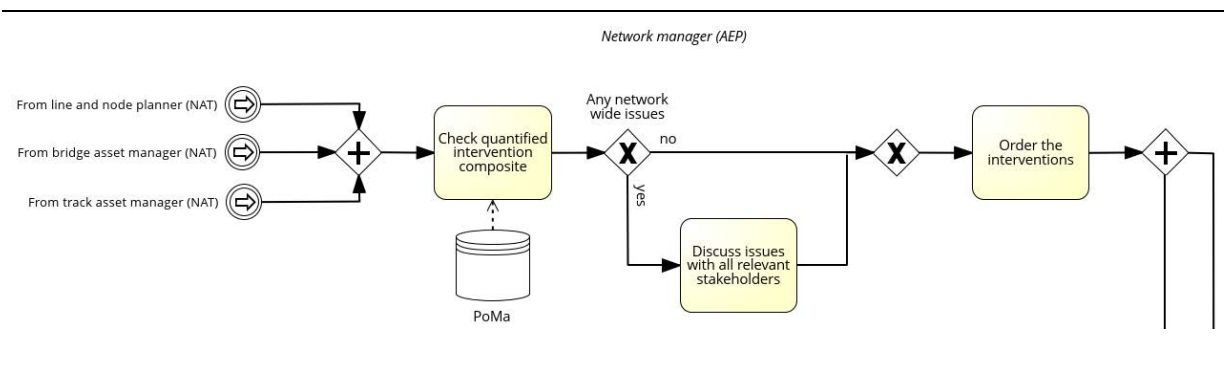 Network manager (AEP)
From line and node planner (NAT)
From bridge asset manager (NAT)
From track asset manager (NAT)
Check quantified
intervention
composite
PoMa
Any network
wide issues
no
yes
Discuss issues
with all relevant
stakeholders
Order the
interventions